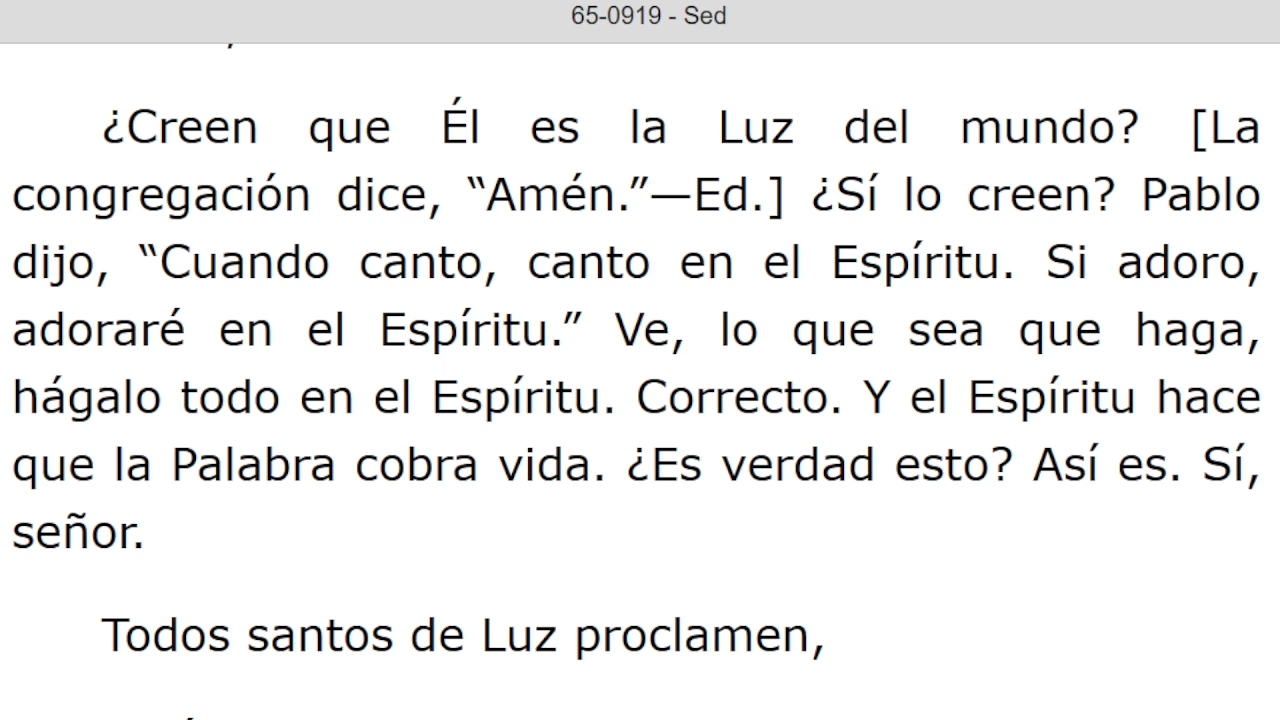 65-0919 - Sed
¿Creen que Él es la Luz del mundo? [La
congregación dice, “Amén.”—Ed.] ¿Sí lo creen? Pablo
dijo, “Cuando canto, canto en el Espíritu. Si adoro,
adoraré en el Espíritu.” Ve, lo que sea que haga,
hágalo todo en el Espíritu. Correcto. Y el Espíritu hace
que la Palabra cobra vida. ¿Es verdad esto? Así es. Sí,
señor.
Todos santos de Luz proclamen,